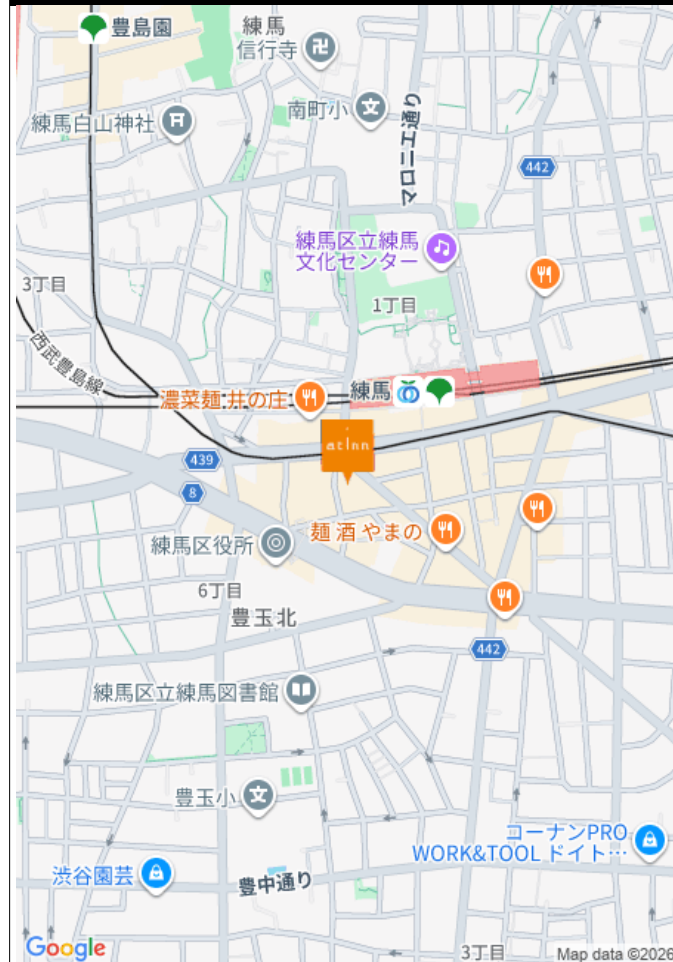 豊島園
練馬
信行寺
南町小
練馬白山神社
マロニエ通り
442
練馬区立練馬
文化センター
3丁目
1丁目
西武豊島線
濃菜麺 井の庄
練馬
at inn
439
8
麺 酒 やまの
練馬区役所
6丁目
豊玉北
442
練馬区立練馬図書館
豊玉小
コーナンPRO
WORK&TOOL ドイト…
渋谷園芸
豊中通り
Google
3丁目
Map data ©2026